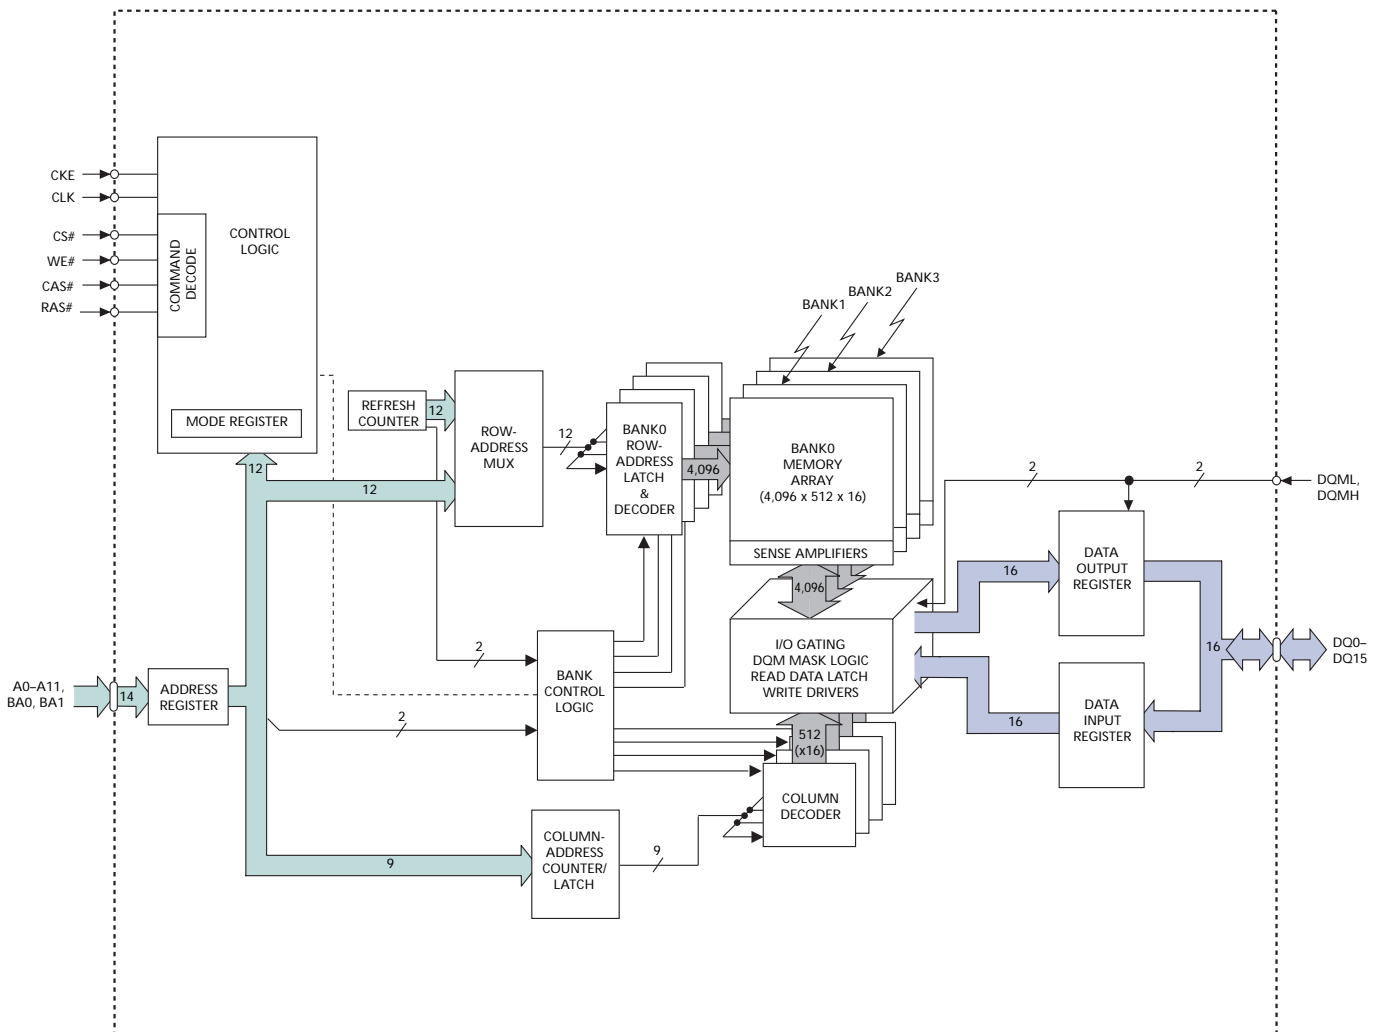 CKE
CLK
CS#
WE#
CAS#
RAS#
COMMAND
DECODE
CONTROL
LOGIC
MODE REGISTER
12
BANK1
BANK2
BANK3
REFRESH
COUNTER
12
12
ROW-
ADDRESS
MUX
12
BANK0
ROW-
ADDRESS
LATCH
&
DECODER
4,096
BANK0
MEMORY
ARRAY
(4,096 x 512 x 16)
SENSE AMPLIFIERS
4,096
2
2
DQML,
DQMH
16
DATA
OUTPUT
REGISTER
I/O GATING
DQM MASK LOGIC
READ DATA LATCH
WRITE DRIVERS
16
DQ0–
DQ15
16
DATA
INPUT
REGISTER
A0–A11,
BA0, BA1
14
ADDRESS
REGISTER
2
2
BANK
CONTROL
LOGIC
512
(x16)
COLUMN
DECODER
9
COLUMN-
ADDRESS
COUNTER/
LATCH
9